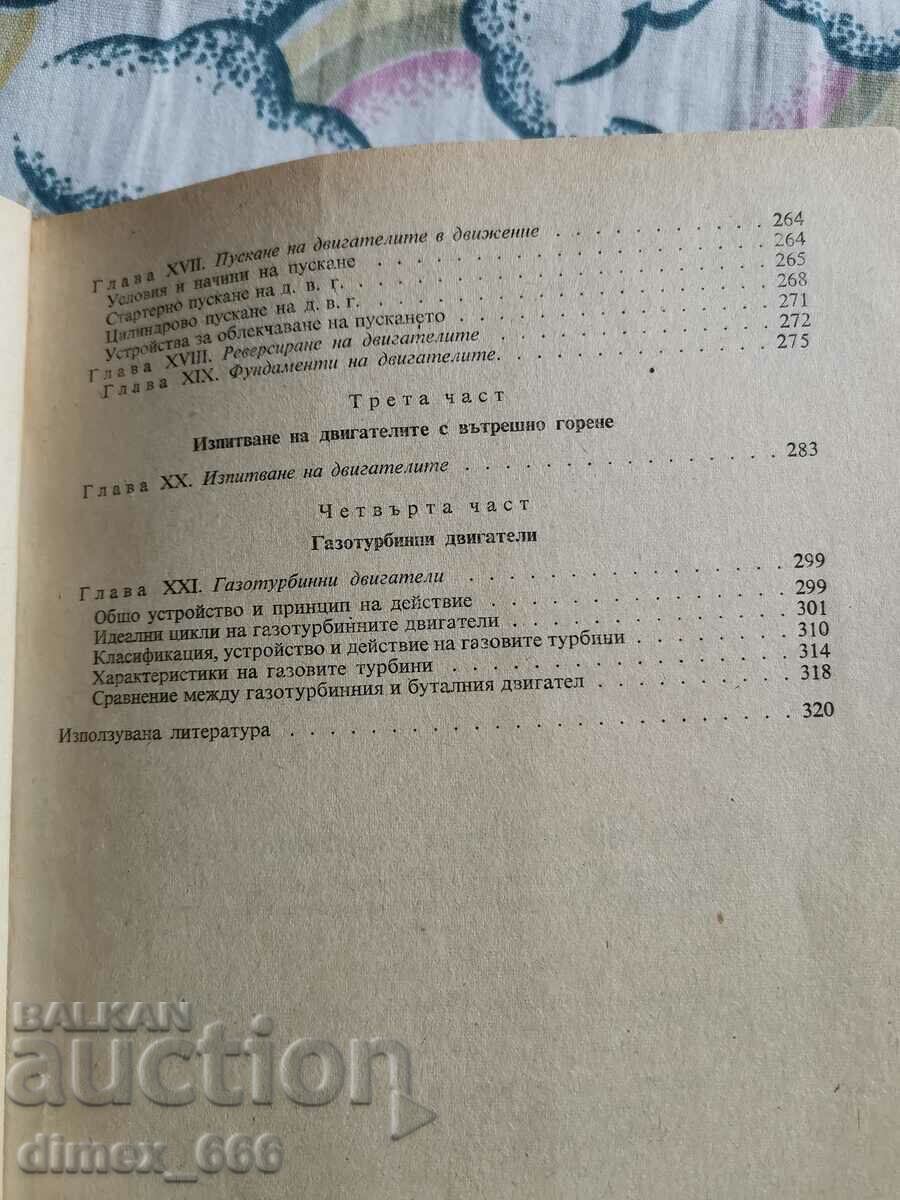 Глава XVII. Пускане на двигателите в движение . . . . . . . . . . . 264
Условия и начини на пускане . . . . . . . . . . . . . . . . . . 264
Стартерно пускане на д. в. г. . . . . . . . . . . . . . . . . . . 265
Цилиндрово пускане на д. в. г. . . . . . . . . . . . . . . . . . 268
Устройства за облекчаване на пускането . . . . . . . . . . . . . 271
Глава XVIII. Реверсиране на двигателите . . . . . . . . . . . . . 272
Глава XIX. Фундаменти на двигателите. . . . . . . . . . . . . . 275
Трета част
Изпитване на двигателите с вътрешно горене
Глава XX. Изпитване на двигателите . . . . . . . . . . . . . . . 283
Четвърта част
Газотурбинни двигатели
Глава XXI. Газотурбинни двигатели . . . . . . . . . . . . . . . 299
Общо устройство и принцип на действие . . . . . . . . . . . . . 299
Идеални цикли на газотурбинните двигатели . . . . . . . . . . . 301
Класификация, устройство и действие на газовите турбини . . . . . 310
Характеристики на газовите турбини . . . . . . . . . . . . . . . 314
Сравнение между газотурбинния и буталния двигател . . . . . . . 318
Използувана литература . . . . . . . . . . . . . . . . . . . . . 320
BALKAN
auction
dimex_666